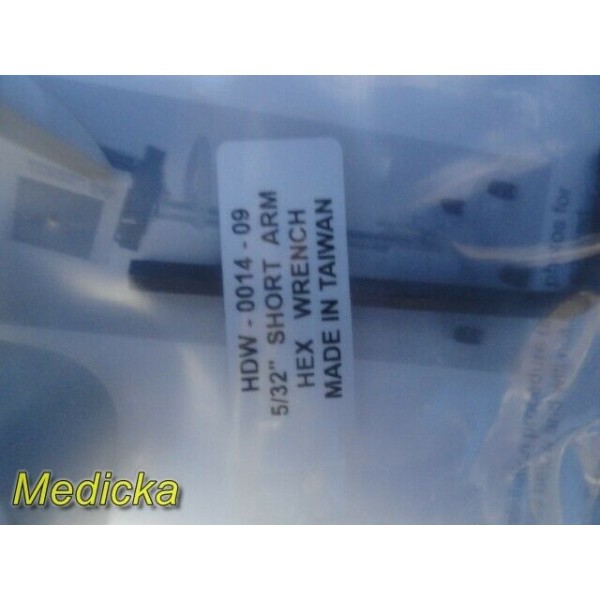 HDW - 0014 - 09
5/32" SHORT ARM
HEX WRENCH
MADE IN TAIWAN
Medicka